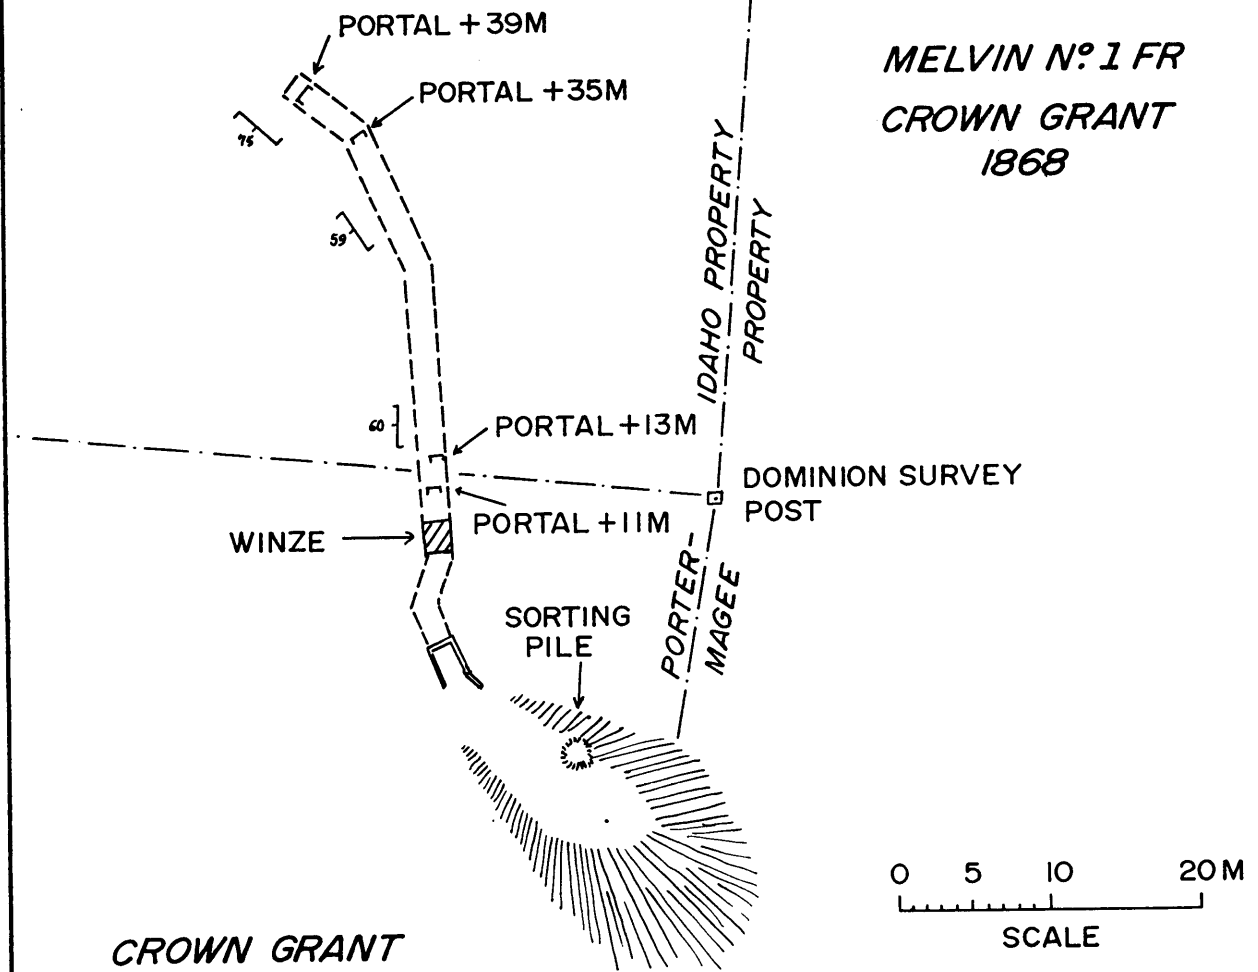 PORTAL +39M
MELVIN Nº 1 FR
PORTAL +35M
CROWN GRANT
1868
75
IDAHO PROPERTY
PROPERTY
59
60
PORTAL +13M
DOMINION SURVEY
POST
PORTAL +11M
WINZE
PORTER-
MAGEE
SORTING
PILE
0 5 10 20M
SCALE
CROWN GRANT